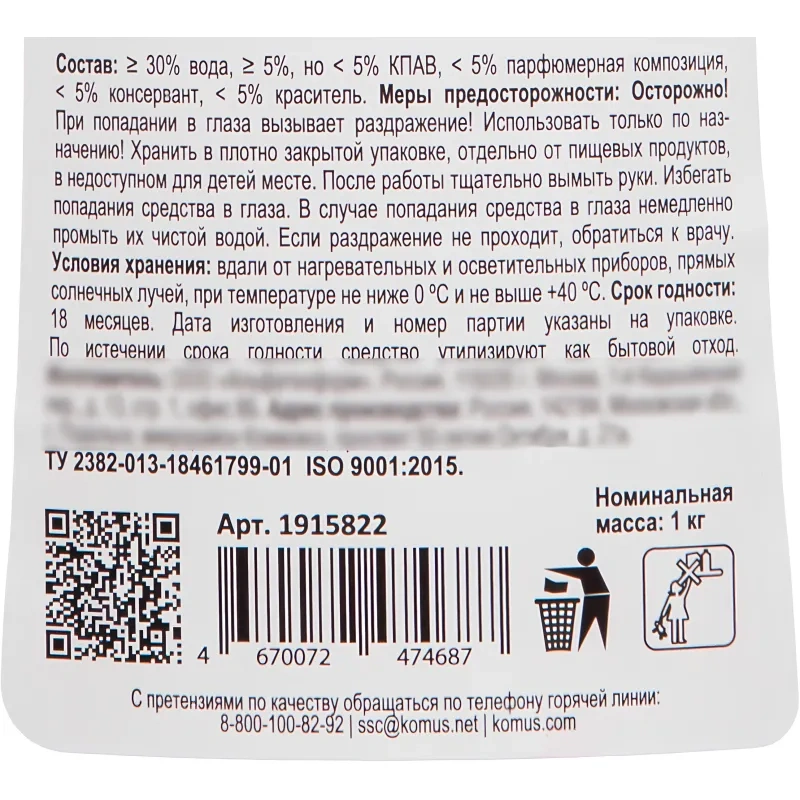 Состав: ≥ 30% вода, ≥ 5%, но < 5% КПАВ, < 5% парфюмерная композиция,
< 5% консервант, < 5% краситель. Меры предосторожности: Осторожно!
При попадании в глаза вызывает раздражение! Использовать только по наз-
начению! Хранить в плотно закрытой упаковке, отдельно от пищевых продуктов,
в недоступном для детей месте. После работы тщательно вымыть руки. Избегать
попадания средства в глаза. В случае попадания средства в глаза немедленно
промыть их чистой водой. Если раздражение не проходит, обратиться к врачу.
Условия хранения: вдали от нагревательных и осветительных приборов, прямых
солнечных лучей, при температуре не ниже 0 ºС и не выше +40 ºС. Срок годности:
18 месяцев. Дата изготовления и номер партии указаны на упаковке.
По истечении срока годности средство утилизируют как бытовой отход.
ТУ 2382-013-18461799-01 ISO 9001:2015.
Арт. 1915822
Номинальная
масса: 1 кг
4 670072 474687
С претензиями по качеству обращаться по телефону горячей линии:
8-800-100-82-92 | ssc@komus.net | komus.com